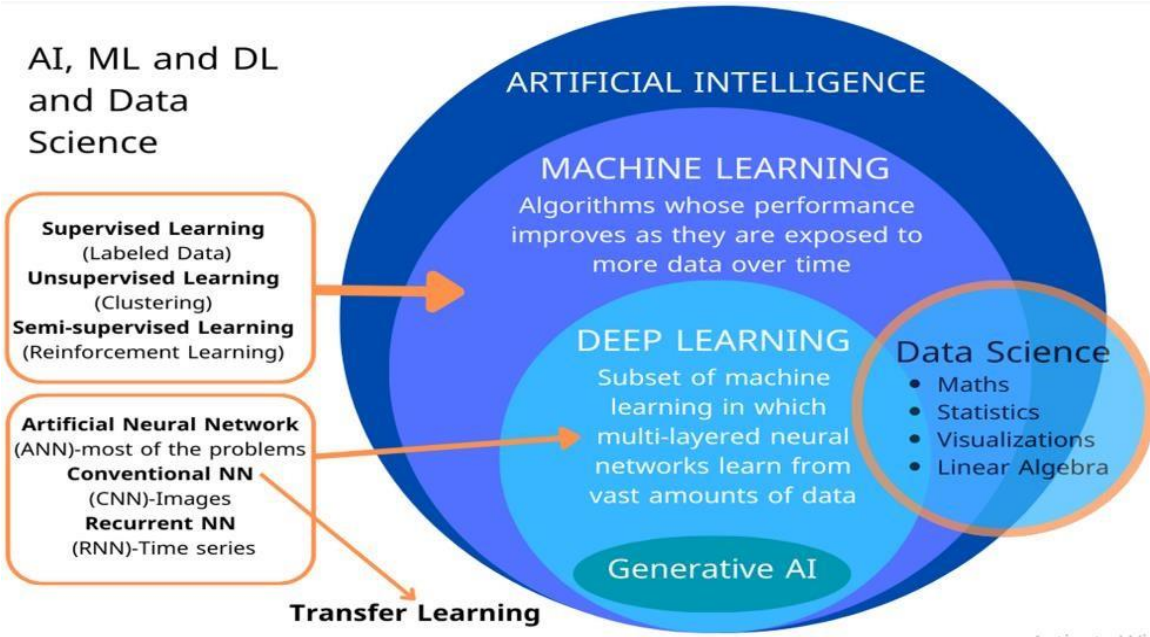 AI, ML and DL
and Data
Science
Supervised Learning
(Labeled Data)
Unsupervised Learning
(Clustering)
Semi-supervised Learning
(Reinforcement Learning)
Artificial Neural Network
(ANN)-most of the problems
Conventional NN
(CNN)-Images
Recurrent NN
(RNN)-Time series
Transfer Learning
ARTIFICIAL INTELLIGENCE
MACHINE LEARNING
Algorithms whose performance
improves as they are exposed to
more data over time
DEEP LEARNING
Subset of machine
learning in which
multi-layered neural
networks learn from
vast amounts of data
Generative AI
Data Science
• Maths
• Statistics
• Visualizations
• Linear Algebra